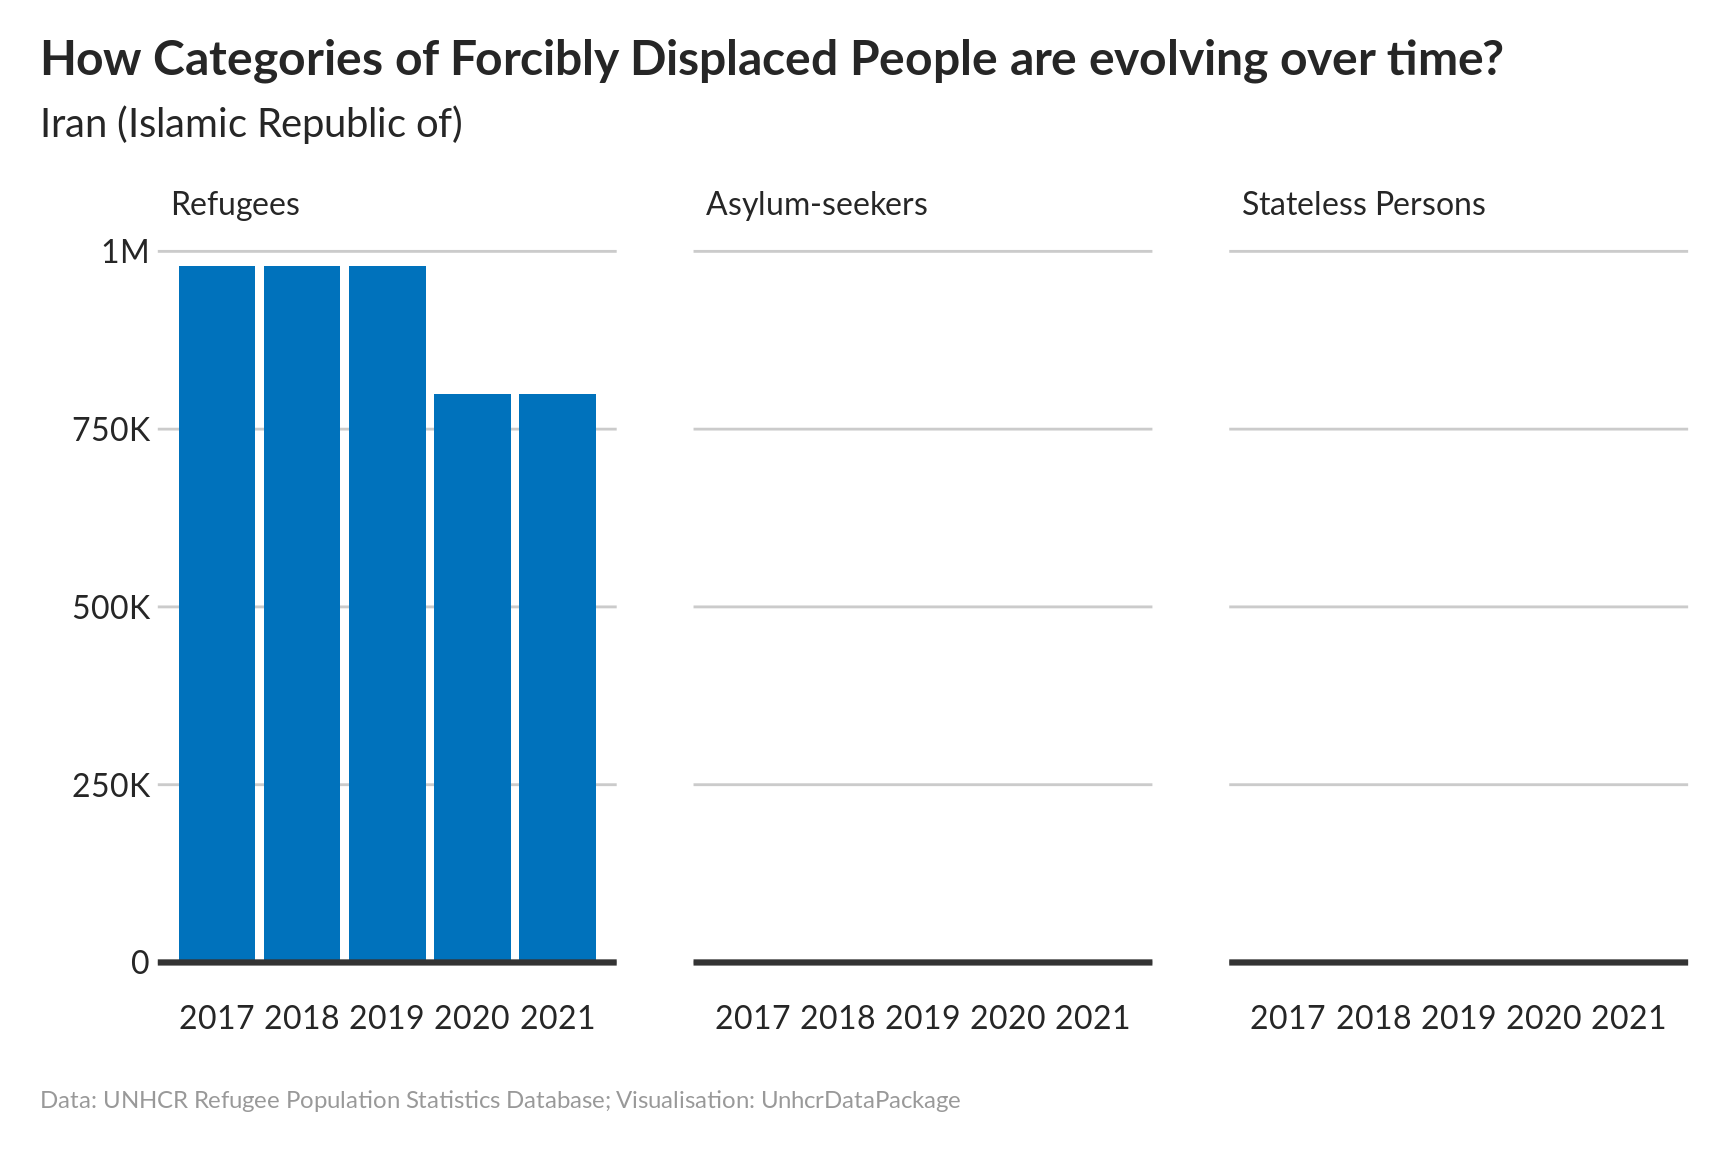 How Categories of Forcibly Displaced People are evolving over time?
Iran (Islamic Republic of)
Refugees
Asylum-seekers
Stateless Persons
1M
750K
500K
250K
0
2017 2018 2019 2020 2021
2017 2018 2019 2020 2021
2017 2018 2019 2020 2021
Data: UNHCR Refugee Population Statistics Database; Visualisation: UnhcrDataPackage